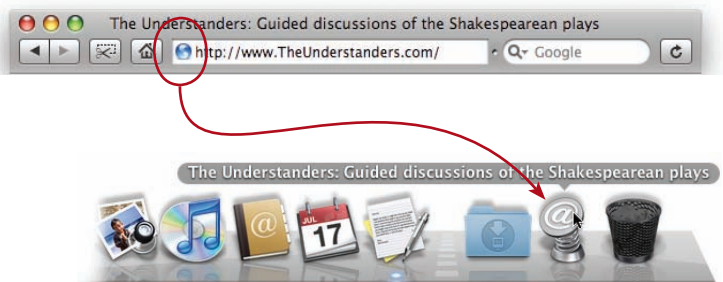 The Understanders: Guided discussions of the Shakespearean plays
http://www.TheUnderstanders.com/
Google
The Understanders: Guided discussions of the Shakespearean plays
@
JUL
17
@